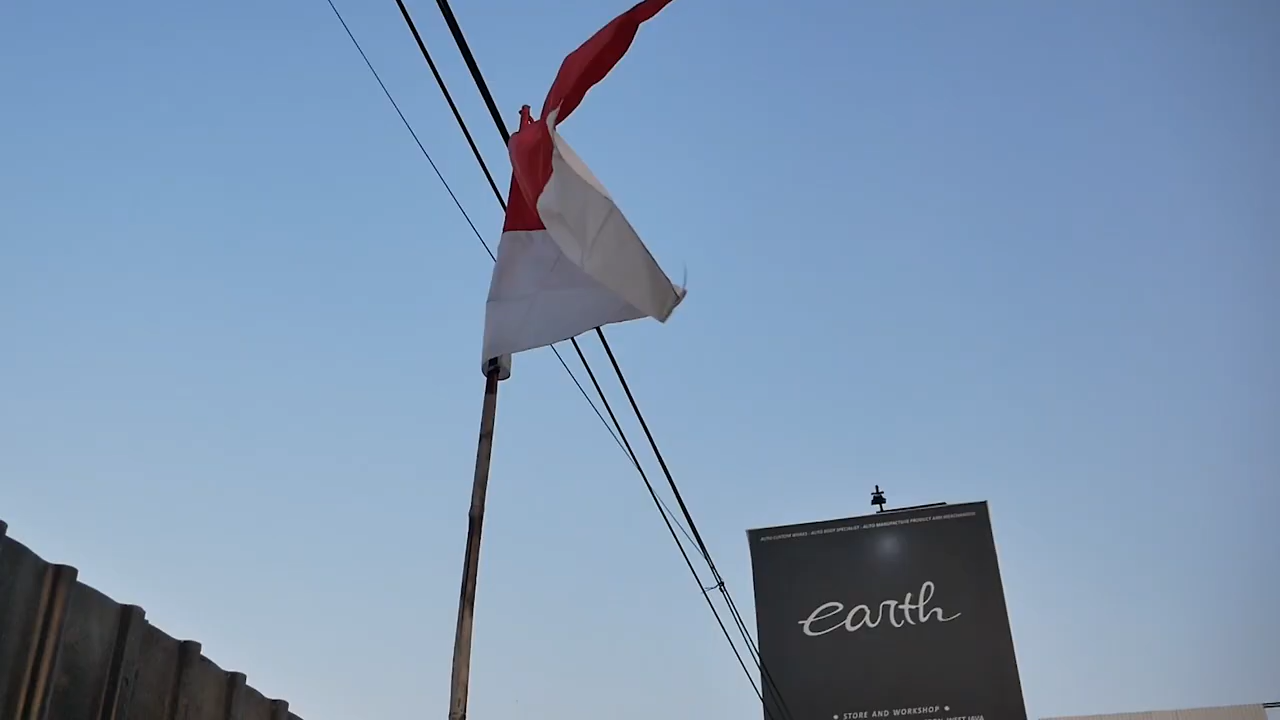 AUTO CUSTOM WORKS - AUTO BODY SPECIALIST - AUTO MANUFACTURE PRODUCT AND MERCHANDISE
earth
• STORE AND WORKSHOP •
WEST JAVA